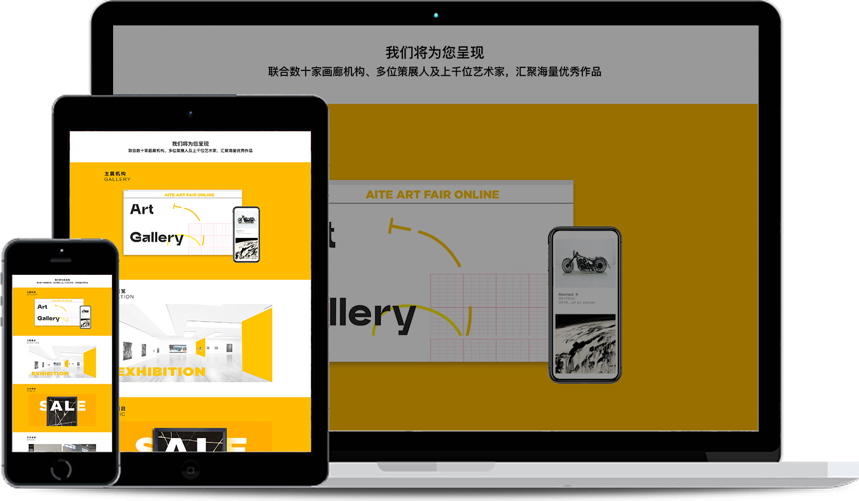 我们将为您呈现
联合数十家画廊机构、多位策展人及上千位艺术家，汇聚海量优秀作品
AITE ART FAIR ONLINE
llery
我们将为您呈现
联合数十家画廊机构、多位策展人及上千位艺术家，汇聚海量优秀作品
主展机构
GALLERY
AITE ART FAIR ONLINE
Art
Gallery
EXHIBITION
SALE
Art
Gallery
EXHIBITION
SALE